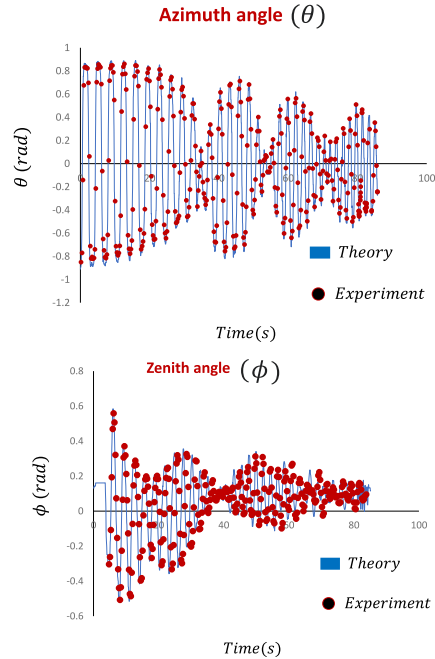 Azimuth angle (θ)
1
0.8
0.6
0.4
0.2
0
-0.2
-0.4
-0.6
-0.8
-1
-1.2
0 20 40 60 80 100
θ (rad)
Theory
Experiment
Time(s)
Zenith angle (ϕ)
0.8
0.6
0.4
0.2
0
0.2
-0.4
-0.6
0 20 40 60 80 100
ϕ (rad)
Theory
Experiment
Time(s)